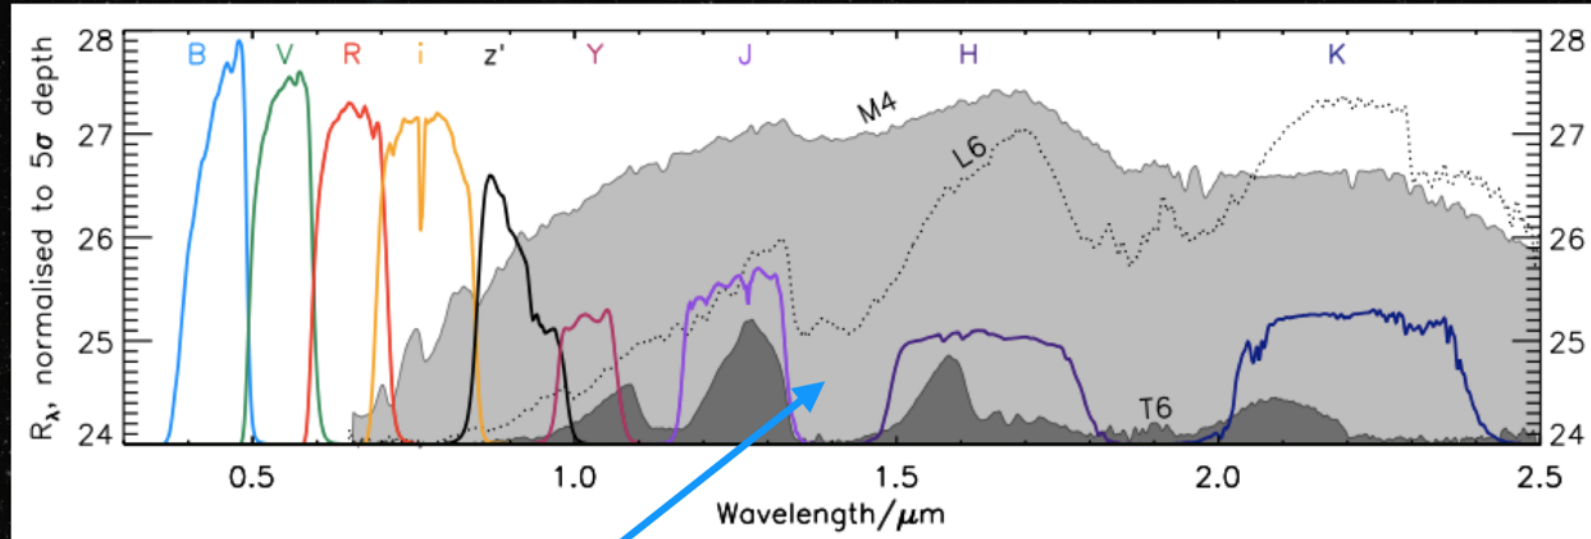 B V R i z' Y J H K
28 28
27 27
26 26
25 25
24 24
M4
L6
T6
R_λ, normalised to 5σ depth
0.5 1.0 1.5 2.0 2.5
Wavelength/μm